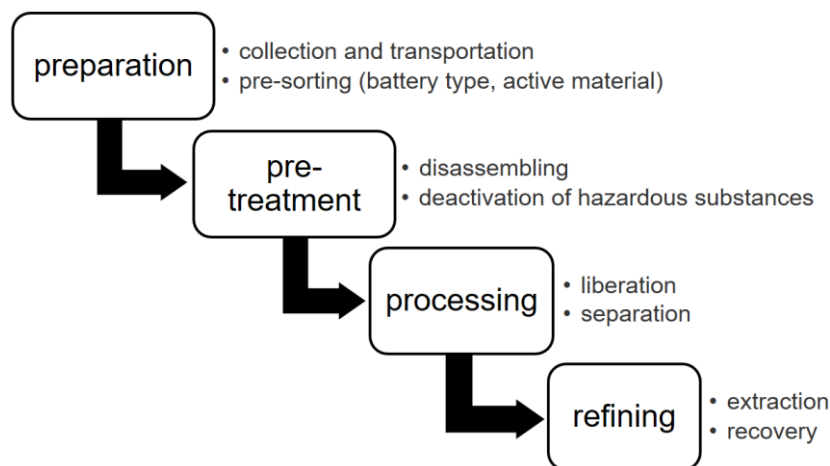 preparation
• collection and transportation
• pre-sorting (battery type, active material)
pre-
treatment
• disassembling
• deactivation of hazardous substances
processing
• liberation
• separation
refining
• extraction
• recovery